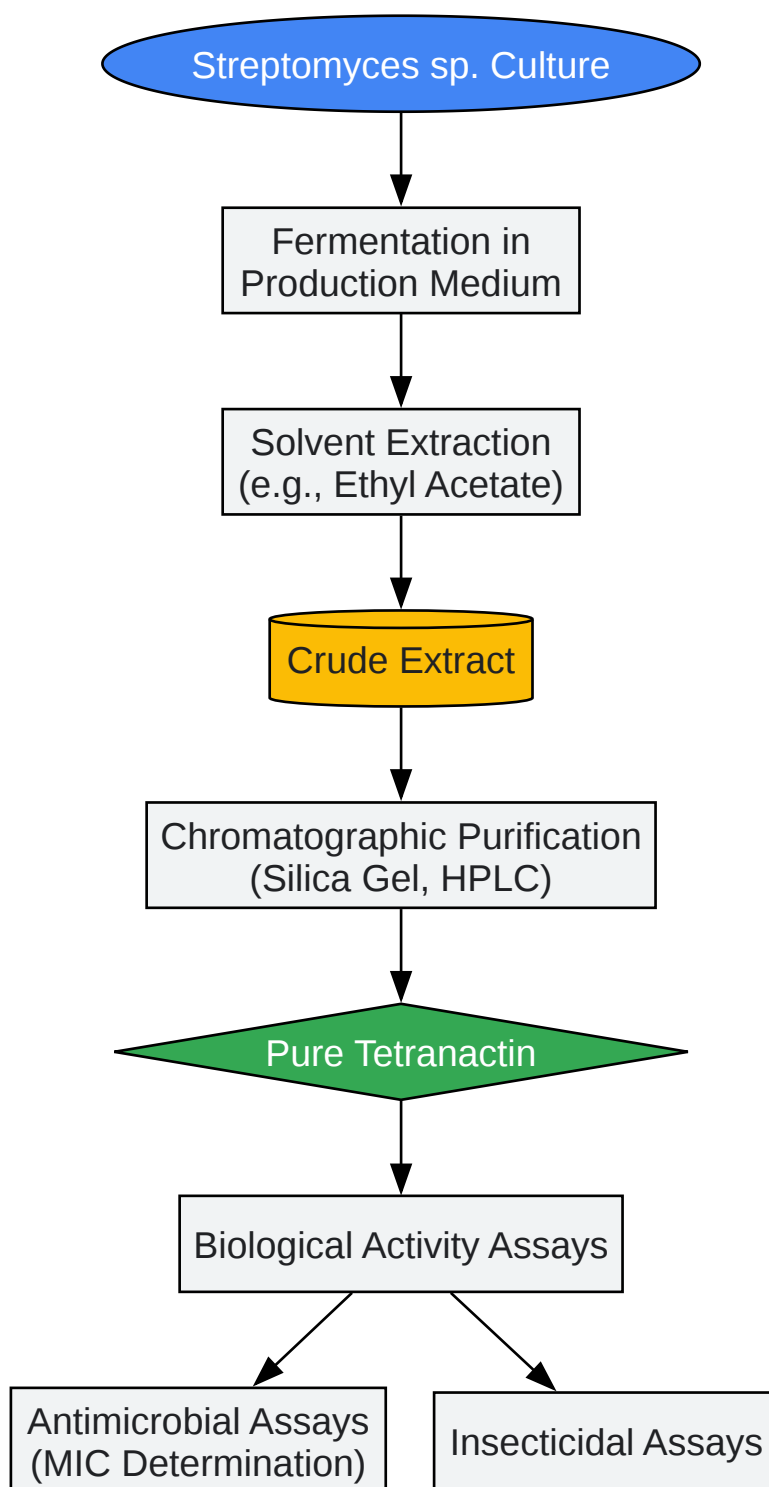 Streptomyces sp. Culture
Fermentation in
Production Medium
Solvent Extraction
(e.g., Ethyl Acetate)
Crude Extract
Chromatographic Purification
(Silica Gel, HPLC)
Pure Tetranactin
Biological Activity Assays
Antimicrobial Assays
(MIC Determination)
Insecticidal Assays